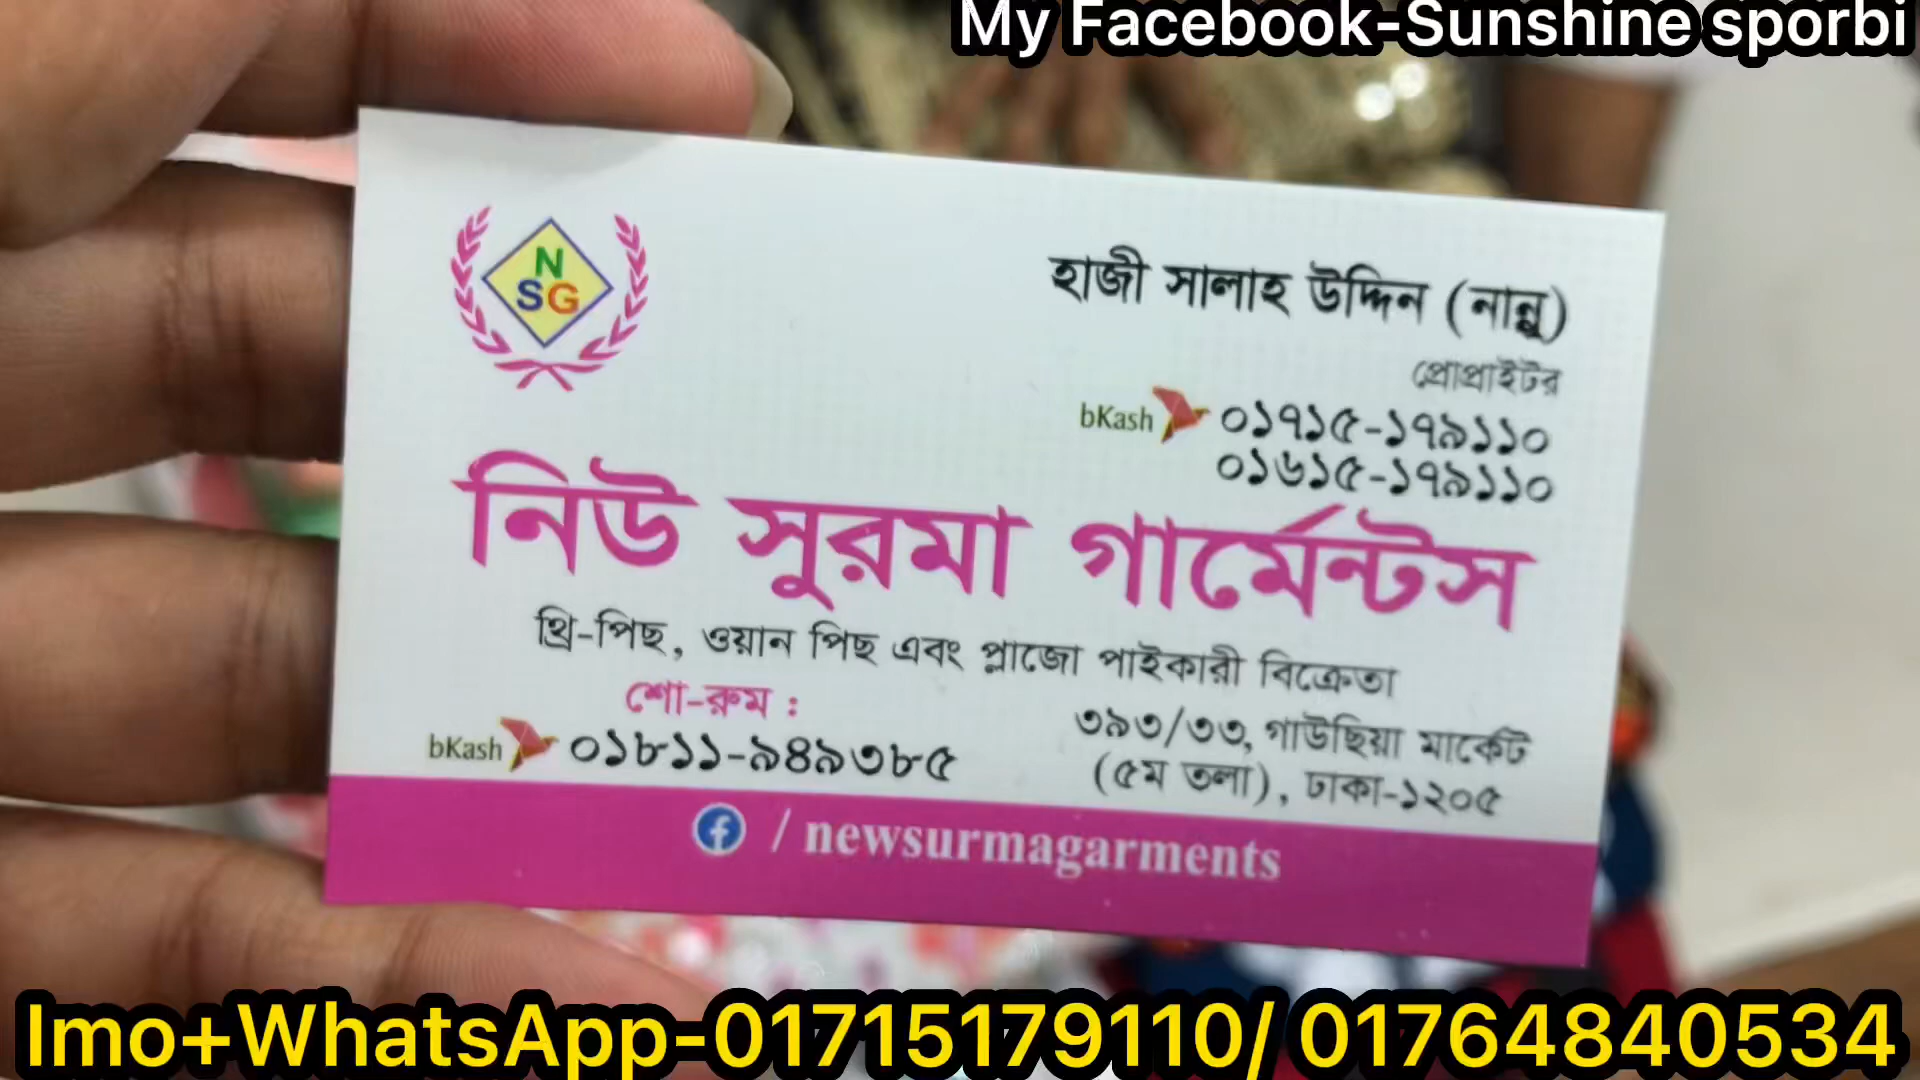 My Facebook-Sunshine sporbi
N
SG
হাজী সালাহ উদ্দিন (নান্নু)
প্রোপ্রাইটর
bKash ০১৭১৫-১৭৯১১০
০১৬১৫-১৭৯১১০
নিউ সুরমা গার্মেন্টস
থ্রি-পিছ, ওয়ান পিছ এবং প্লাজো পাইকারী বিক্রেতা
শো-রুম :
bKash ০১৮১১-৯৪৯৩৮৫
৩৯৩/৩৩, গাউছিয়া মার্কেট
(৫ম তলা), ঢাকা-১২০৫
/ newsurmagarments
Imo+WhatsApp-01715179110/ 01764840534